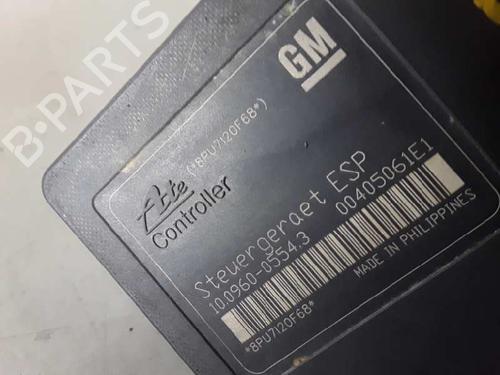 B-PARTS
GM
(*8PU7120F68*)
Ate
Controller
Steuergeraet ESP
10.0960-0554.3 00405061E1
*8PU7120F68*
MADE IN PHILIPPINES